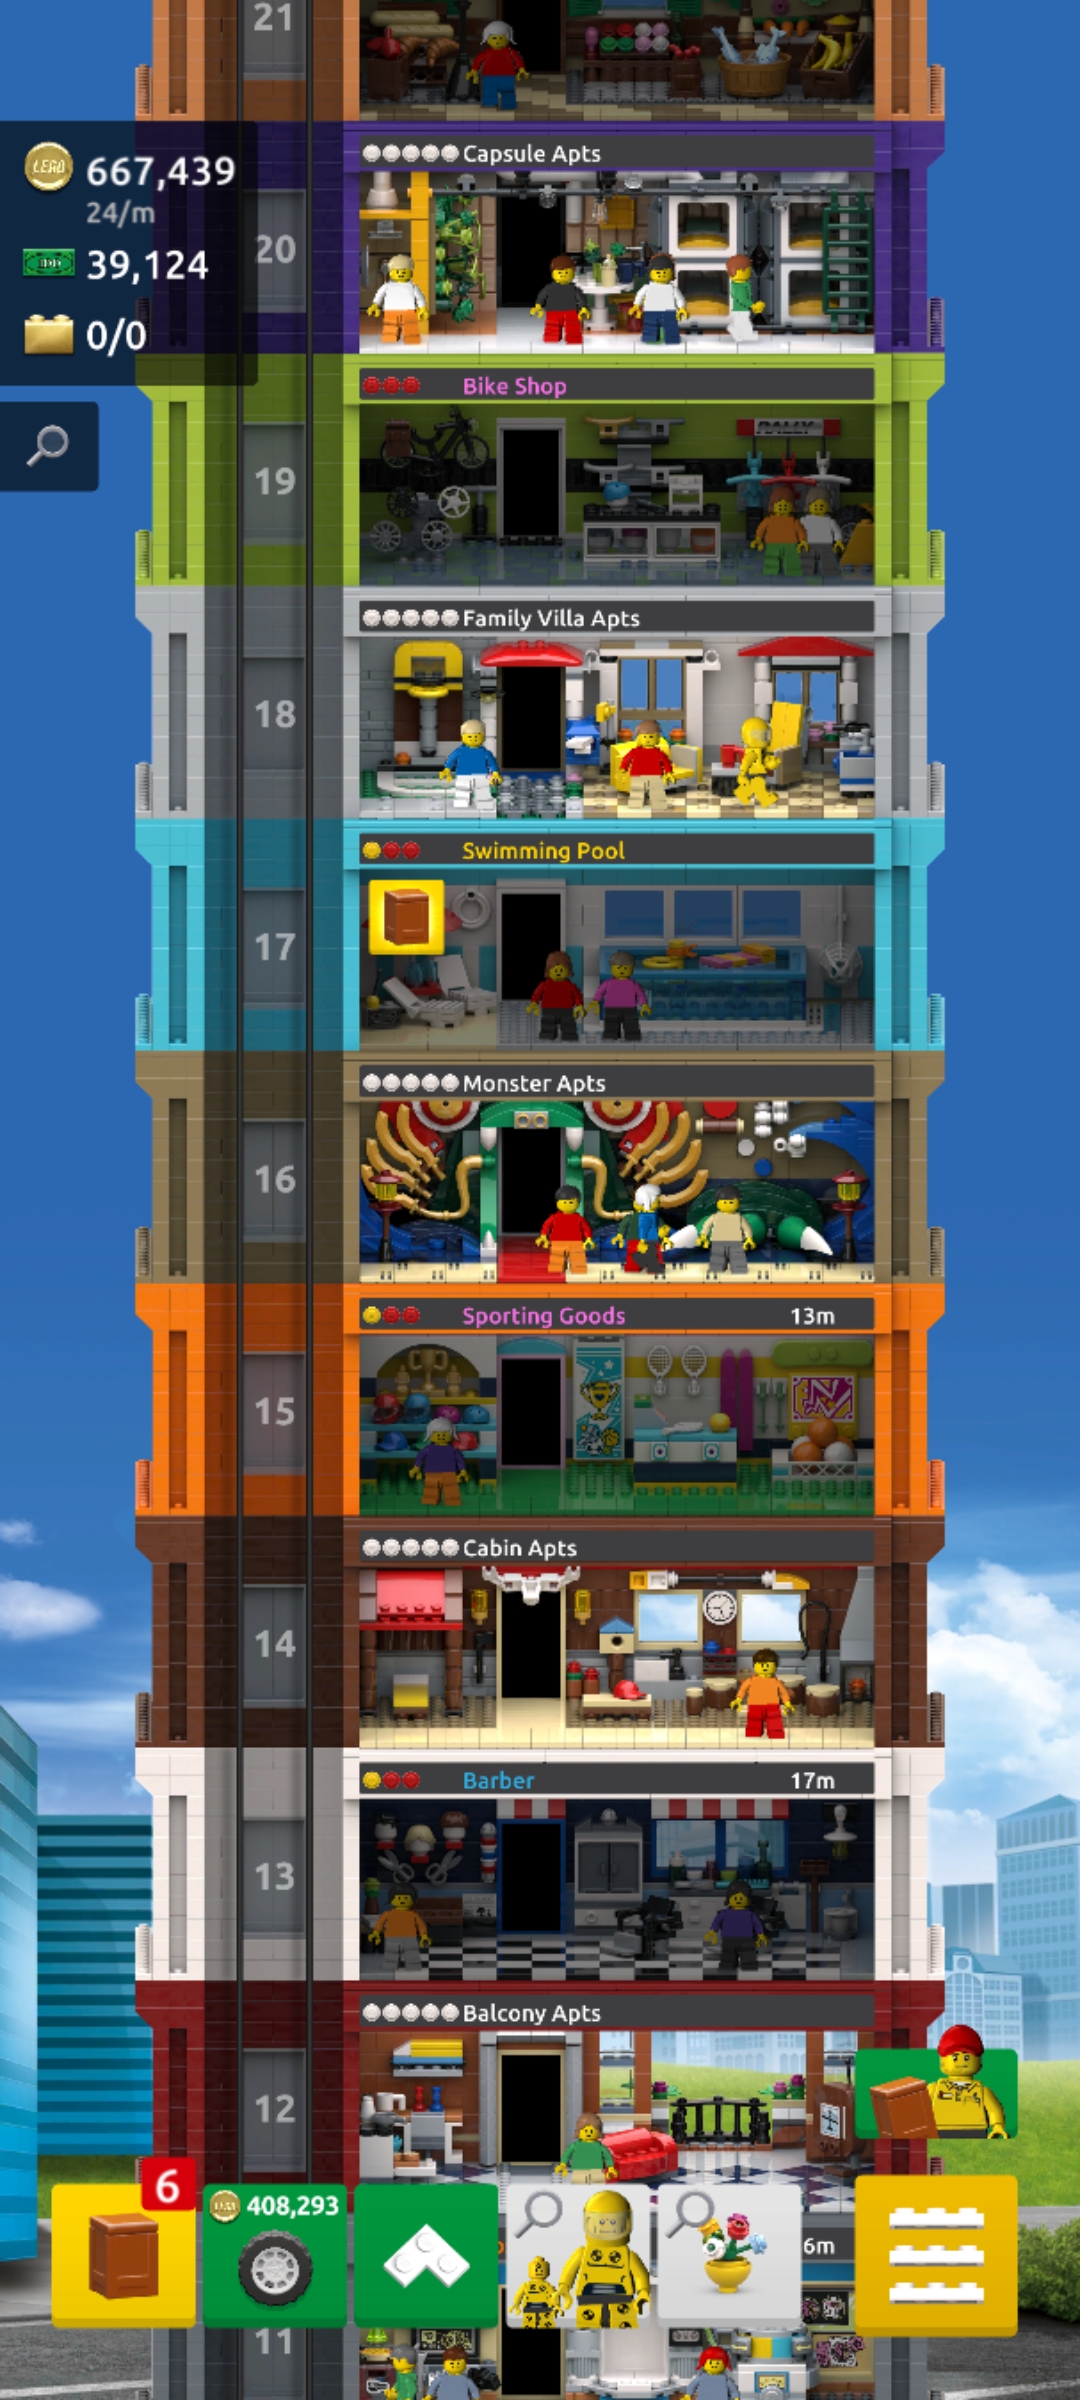 21
LEGO 667,439
24/m
39,124
0/0
Capsule Apts
20
Bike Shop
RALLY
19
Family Villa Apts
18
Swimming Pool
17
Monster Apts
16
Sporting Goods 13m
15
Cabin Apts
14
Barber 17m
13
Balcony Apts
12
6
408,293
6m
11